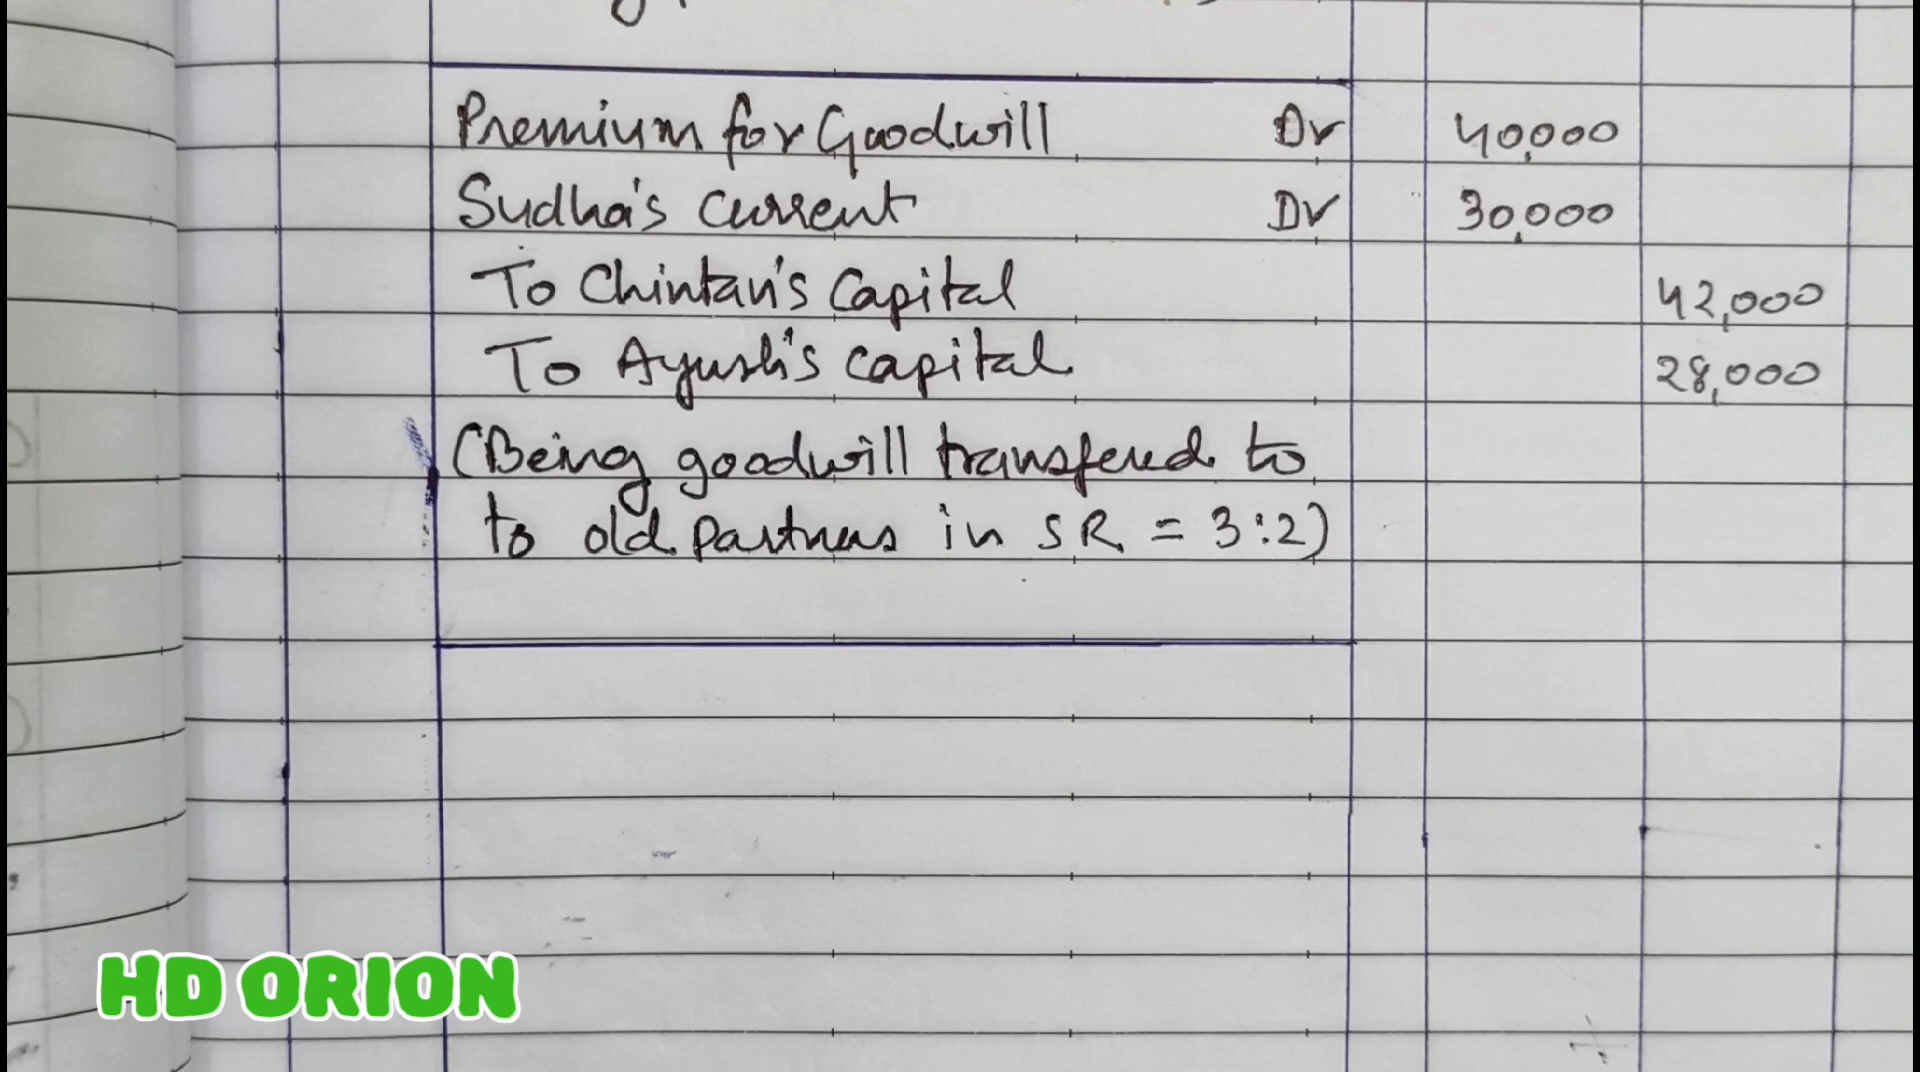 Premium for Goodwill Dr 40,000
Sudha's current Dr 30,000
To Chintan's Capital 42,000
To Ayush's capital 28,000
(Being goodwill transfered to
to old partners in SR = 3:2)
HD ORION